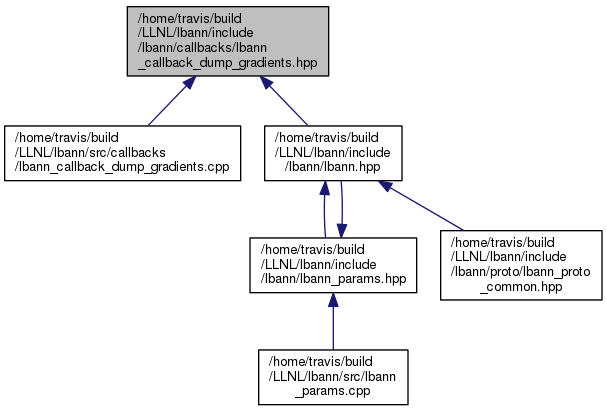 /home/travis/build
/LLNL/lbann/include
/lbann/callbacks/lbann
_callback_dump_gradients.hpp
/home/travis/build
/LLNL/lbann/src/callbacks
/lbann_callback_dump_gradients.cpp
/home/travis/build
/LLNL/lbann/include
/lbann/lbann.hpp
/home/travis/build
/LLNL/lbann/include
/lbann/lbann_params.hpp
/home/travis/build
/LLNL/lbann/include
/lbann/proto/lbann_proto
_common.hpp
/home/travis/build
/LLNL/lbann/src/lbann
_params.cpp